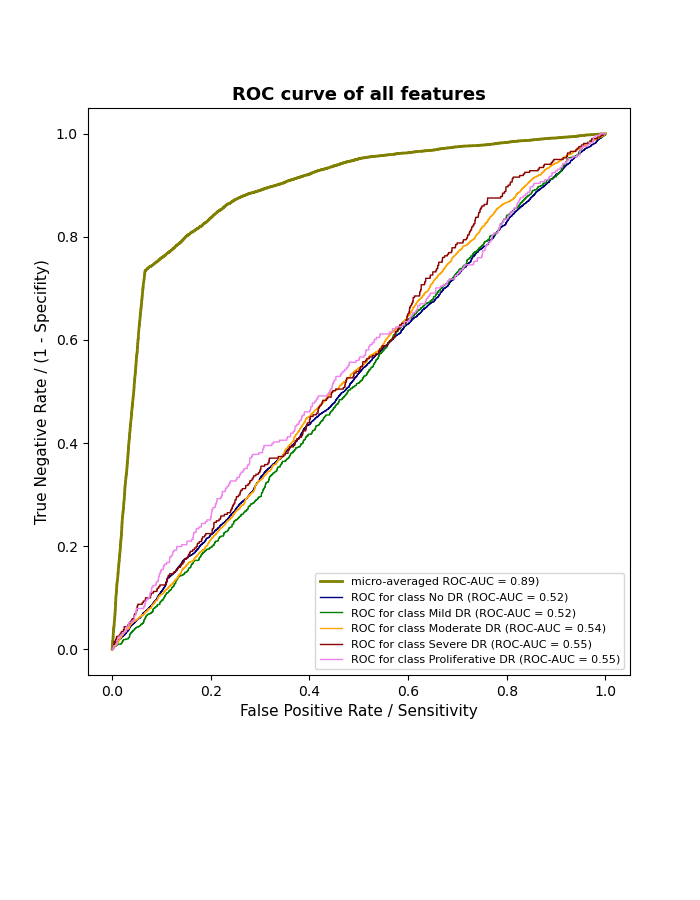 ROC curve of all features
True Negative Rate / (1 - Specifity)
1.0
0.8
0.6
0.4
0.2
0.0
micro-averaged ROC-AUC = 0.89)
ROC for class No DR (ROC-AUC = 0.52)
ROC for class Mild DR (ROC-AUC = 0.52)
ROC for class Moderate DR (ROC-AUC = 0.54)
ROC for class Severe DR (ROC-AUC = 0.55)
ROC for class Proliferative DR (ROC-AUC = 0.55)
0.0 0.2 0.4 0.6 0.8 1.0
False Positive Rate / Sensitivity